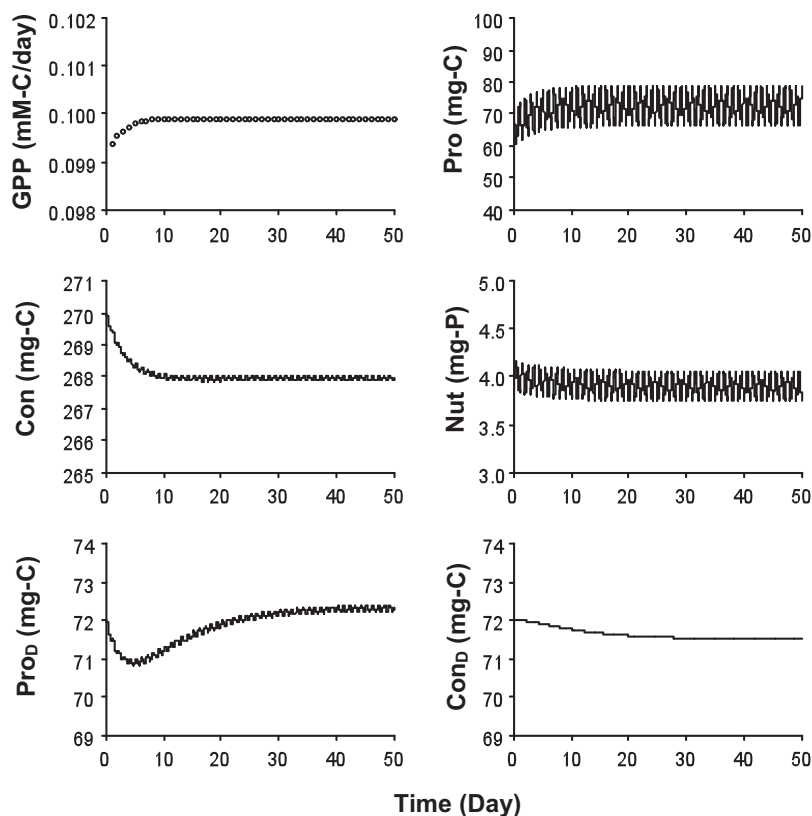 GPP (mM-C/day)
0.102
0.101
0.100
0.099
0.098
0 10 20 30 40 50
Pro (mg-C)
100
90
80
70
60
50
40
0 10 20 30 40 50
Con (mg-C)
271
270
269
268
267
266
265
0 10 20 30 40 50
Nut (mg-P)
5.0
4.5
4.0
3.5
3.0
0 10 20 30 40 50
ProD (mg-C)
74
73
72
71
70
69
0 10 20 30 40 50
ConD (mg-C)
74
73
72
71
70
69
0 10 20 30 40 50
Time (Day)